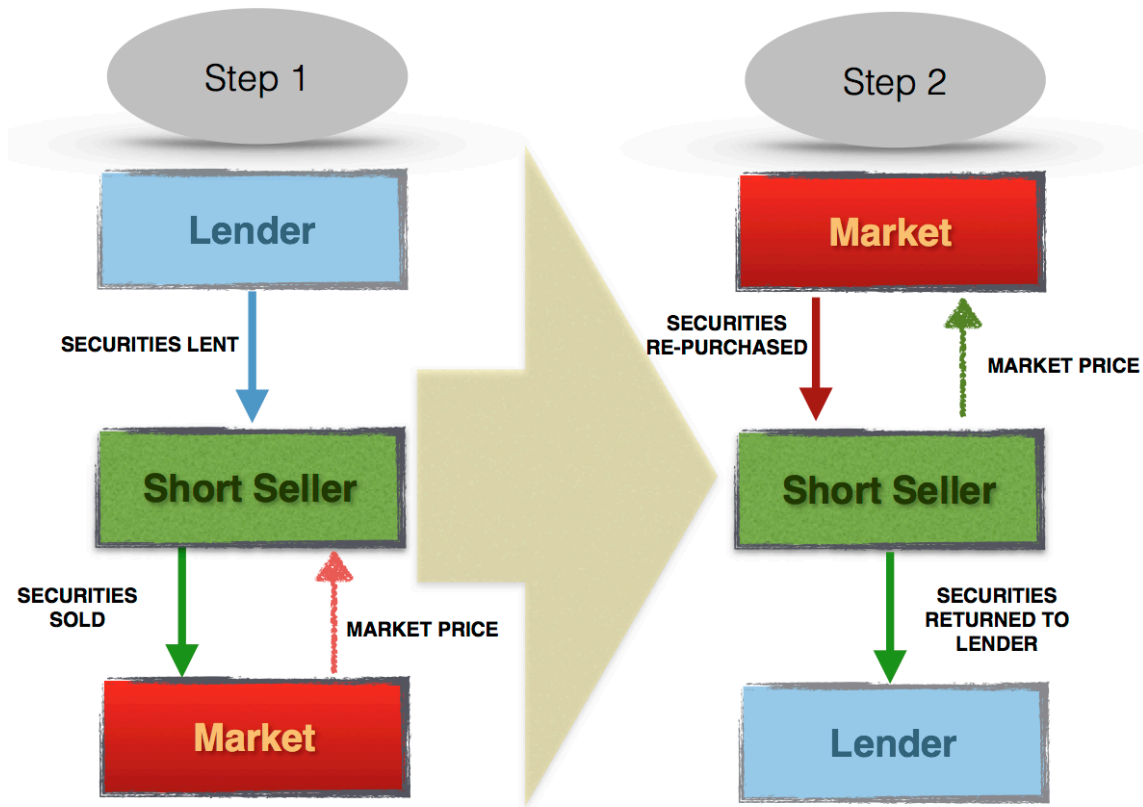 Step 1
Lender
SECURITIES LENT
Short Seller
SECURITIES
SOLD
MARKET PRICE
Market
Step 2
Market
SECURITIES
RE-PURCHASED
MARKET PRICE
Short Seller
SECURITIES
RETURNED TO
LENDER
Lender